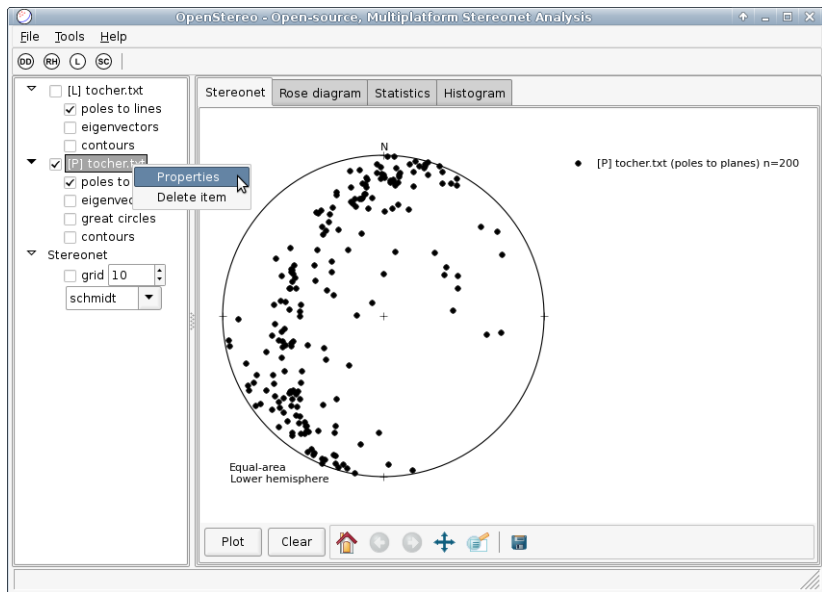 OpenStereo - Open-source, Multiplatform Stereonet Analysis
File Tools Help
DD RH L SC
[L] tocher.txt
poles to lines
eigenvectors
contours
[P] tocher.txt
poles to
eigenvec
great circles
contours
Properties
Delete item
Stereonet
grid 10
schmidt
Stereonet Rose diagram Statistics Histogram
N
[P] tocher.txt (poles to planes) n=200
Equal-area
Lower hemisphere
Plot Clear